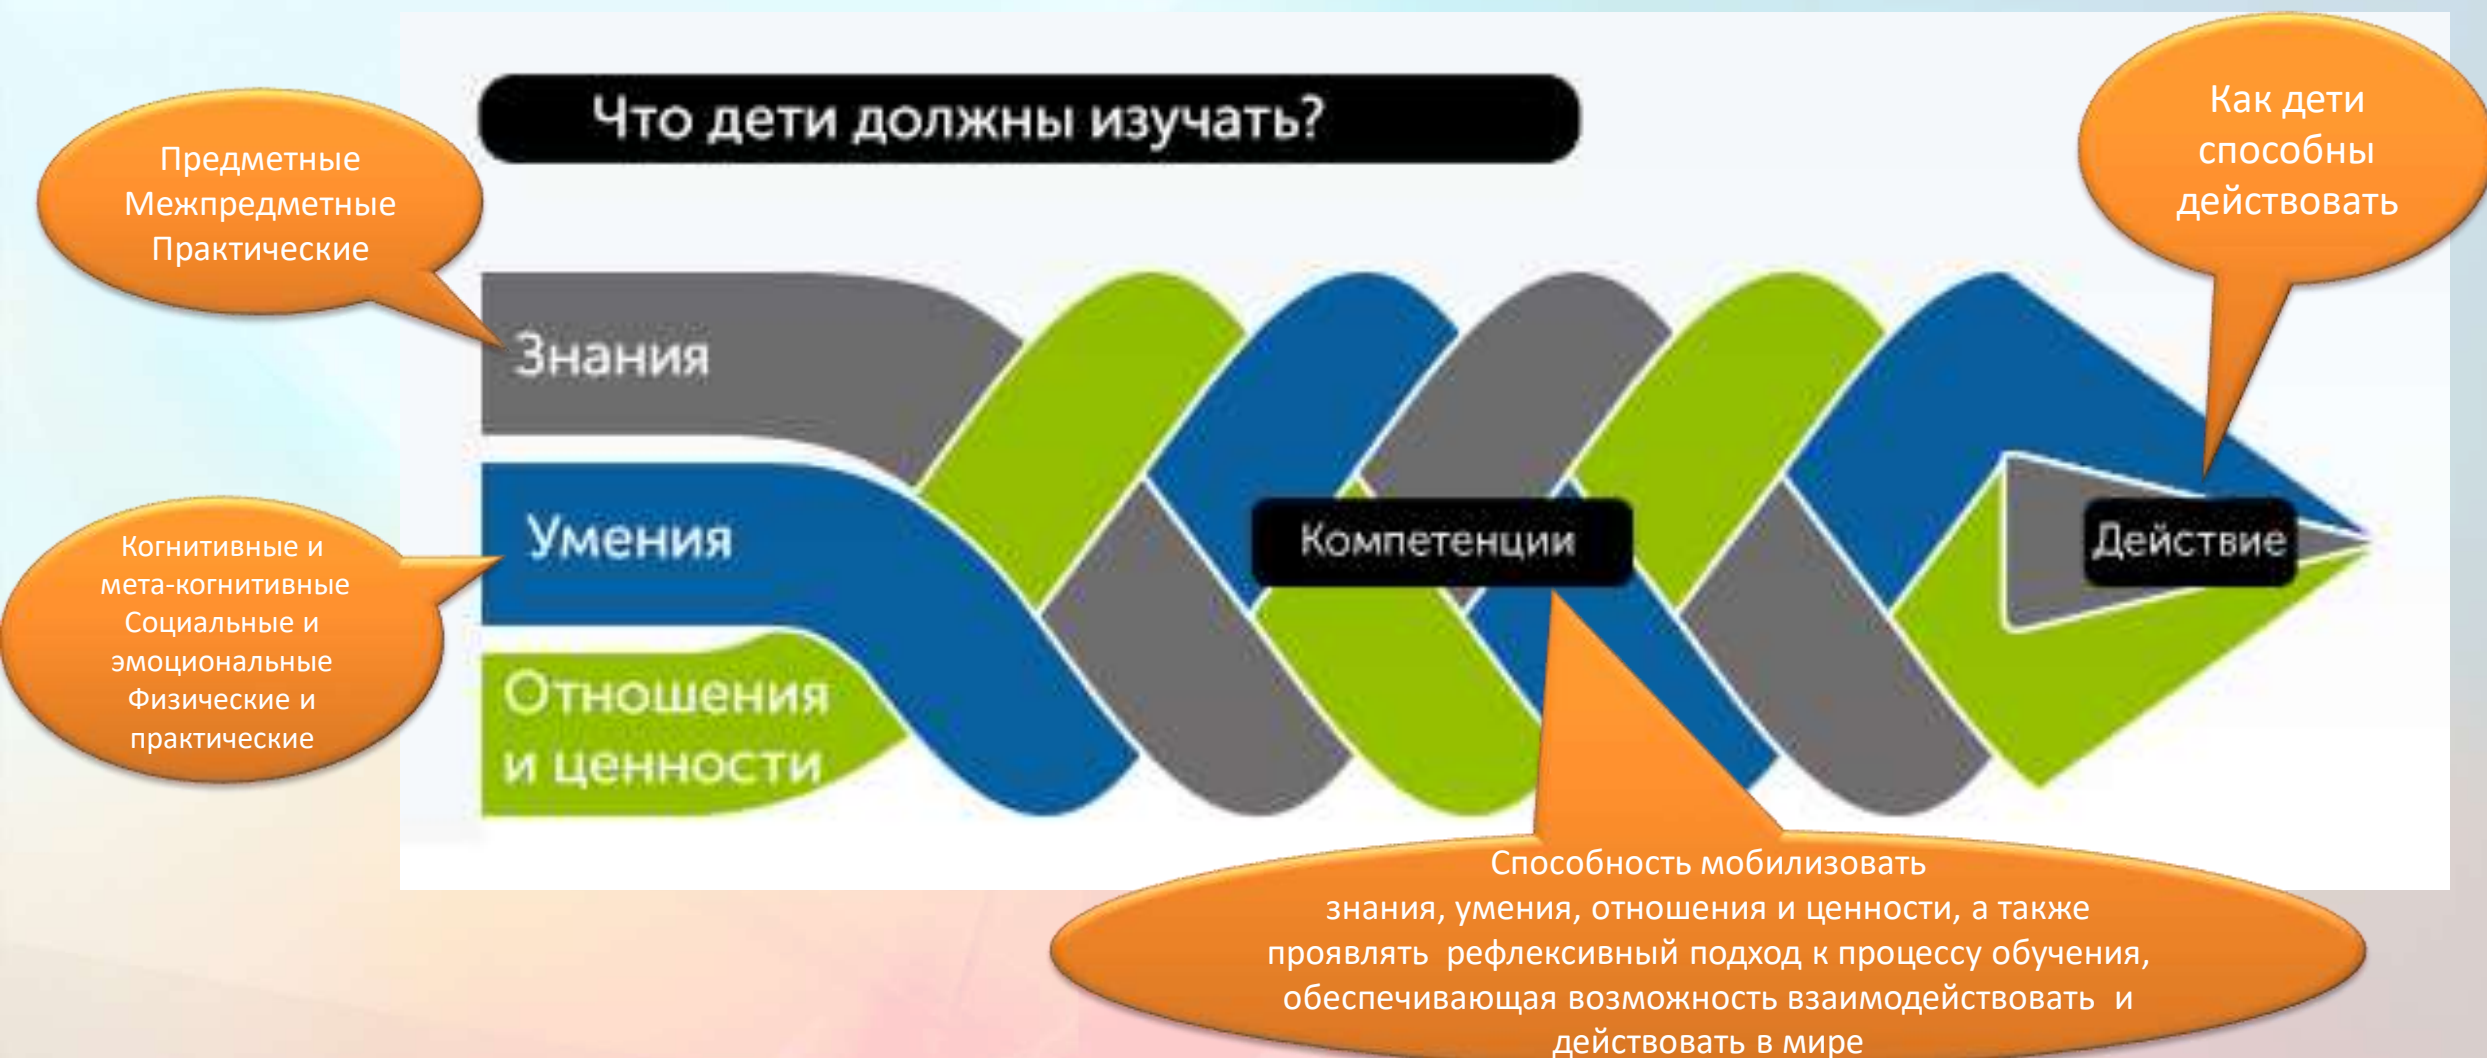 Что дети должны изучать?
Предметные
Межпредметные
Практические
Как дети
способны
действовать
Знания
Умения
Отношения
и ценности
Компетенции
Действие
Когнитивные и
мета-когнитивные
Социальные и
эмоциональные
Физические и
практические
Способность мобилизовать
знания, умения, отношения и ценности, а также
проявлять рефлексивный подход к процессу обучения,
обеспечивающая возможность взаимодействовать и
действовать в мире